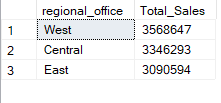 regional_office Total_Sales
1 West 3568647
2 Central 3346293
3 East 3090594